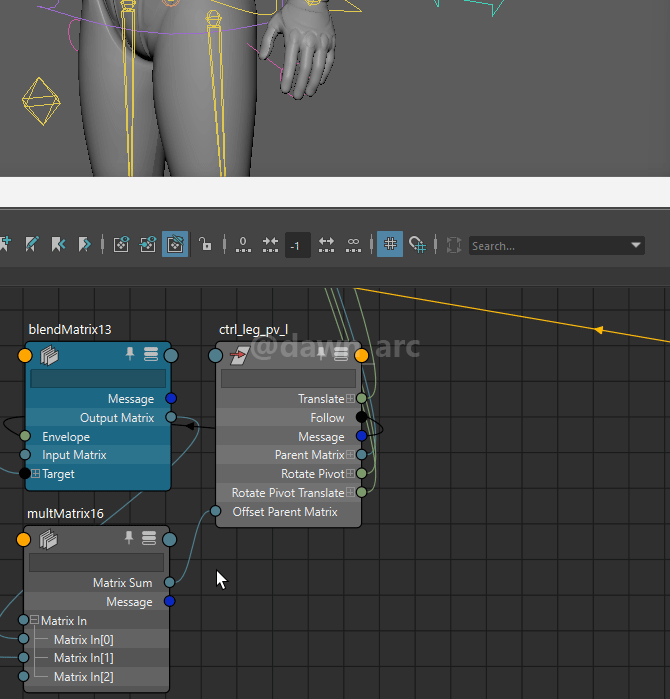 0
-1
∞
Search...
blendMatrix13
Message
Output Matrix
Envelope
Input Matrix
Target
ctrl_leg_pv_l
@dawn_arc
Translate
Follow
Message
Parent Matrix
Rotate Pivot
Rotate Pivot Translate
Offset Parent Matrix
multMatrix16
Matrix Sum
Message
Matrix In
Matrix In[0]
Matrix In[1]
Matrix In[2]